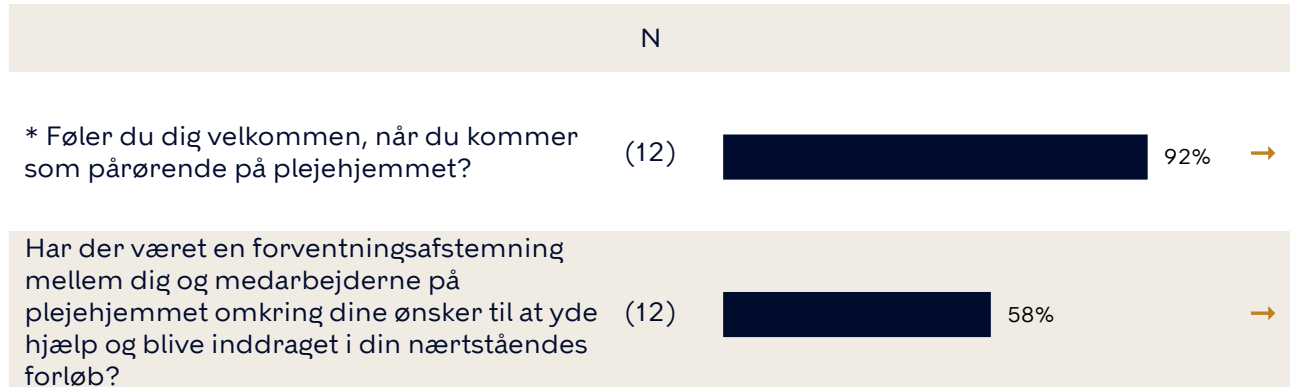 N
* Føler du dig velkommen, når du kommer
som pårørende på plejehjemmet?
(12)
92%
→
Har der været en forventningsafstemning
mellem dig og medarbejderne på
plejehjemmet omkring dine ønsker til at yde
hjælp og blive inddraget i din nærtståendes
forløb?
(12)
58%
→